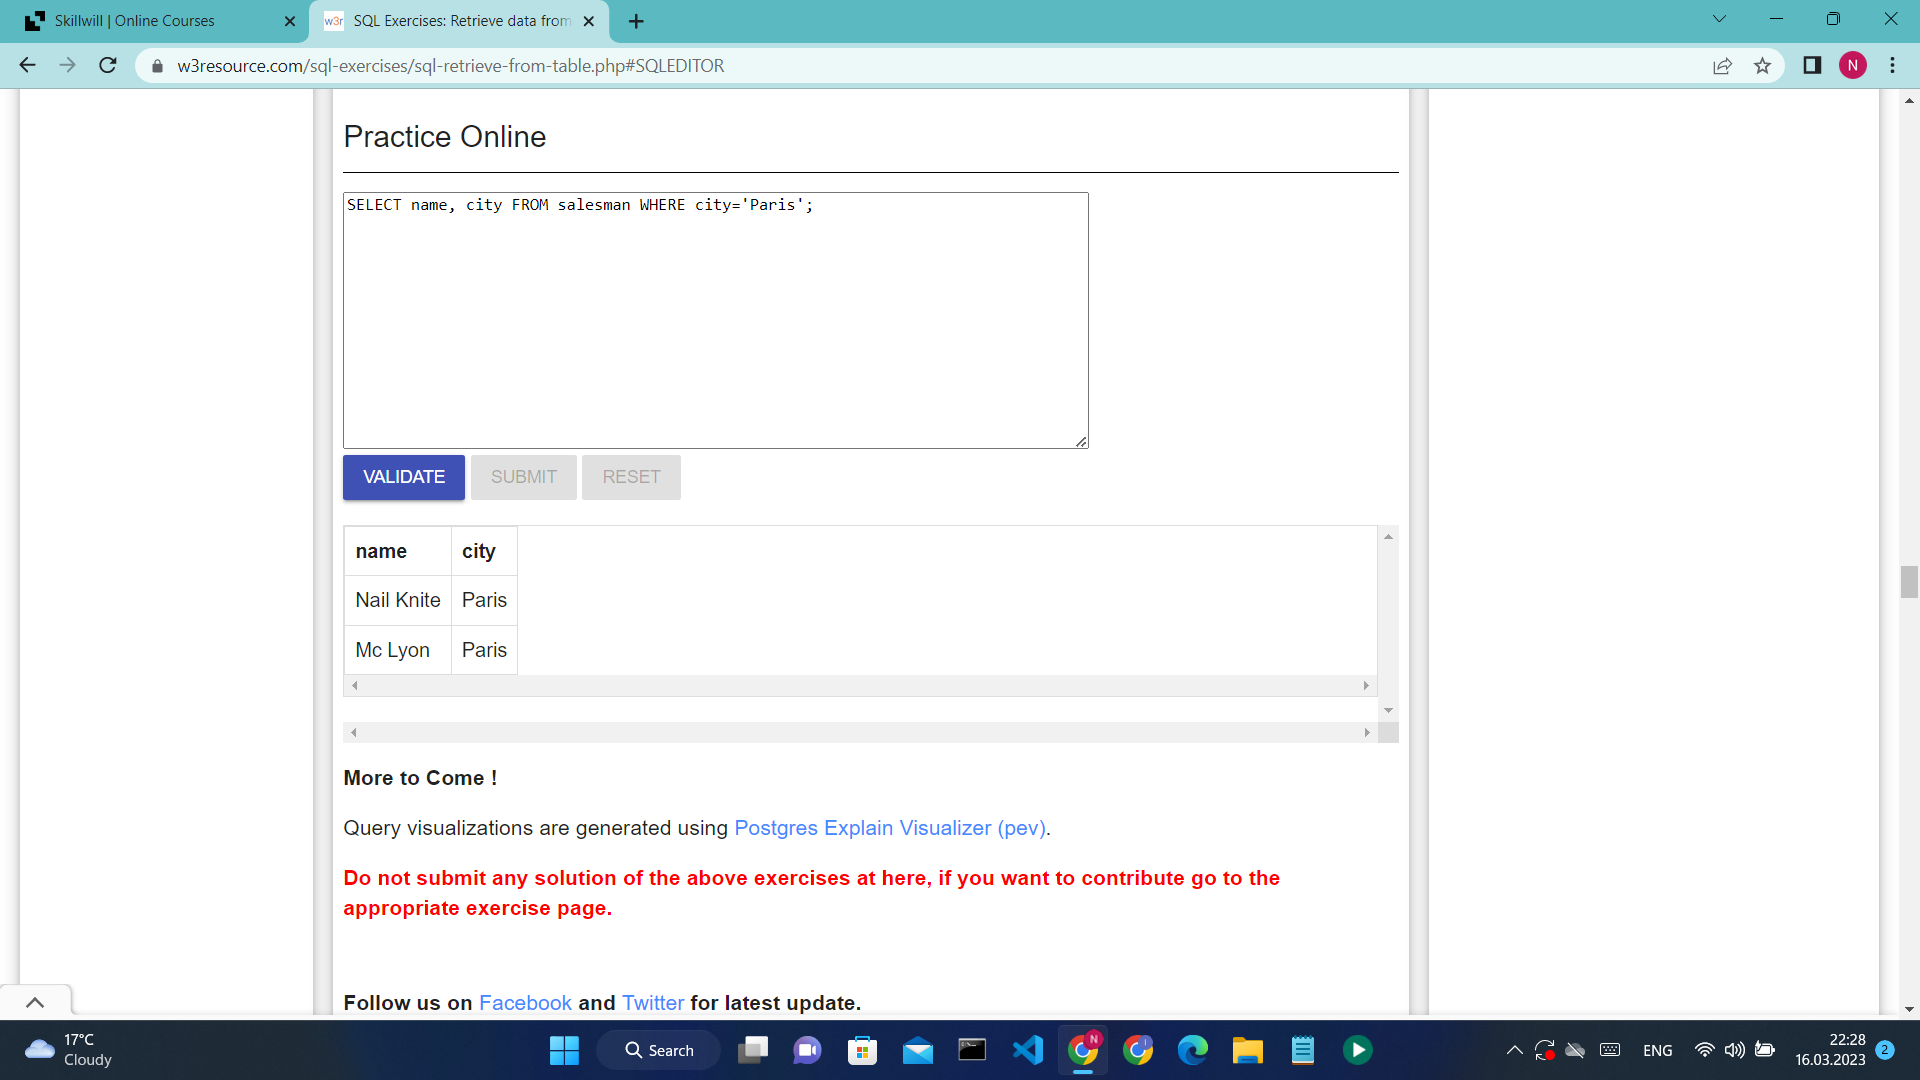 Skillwill | Online Courses
w3r SQL Exercises: Retrieve data from
w3resource.com/sql-exercises/sql-retrieve-from-table.php#SQLEDITOR
N
Practice Online
SELECT name, city FROM salesman WHERE city='Paris';
VALIDATE SUBMIT RESET
name city
Nail Knite Paris
Mc Lyon Paris
More to Come !
Query visualizations are generated using Postgres Explain Visualizer (pev).
Do not submit any solution of the above exercises at here, if you want to contribute go to the
appropriate exercise page.
Follow us on Facebook and Twitter for latest update.
17°C
Cloudy
Search
N
ENG
22:28
16.03.2023
2